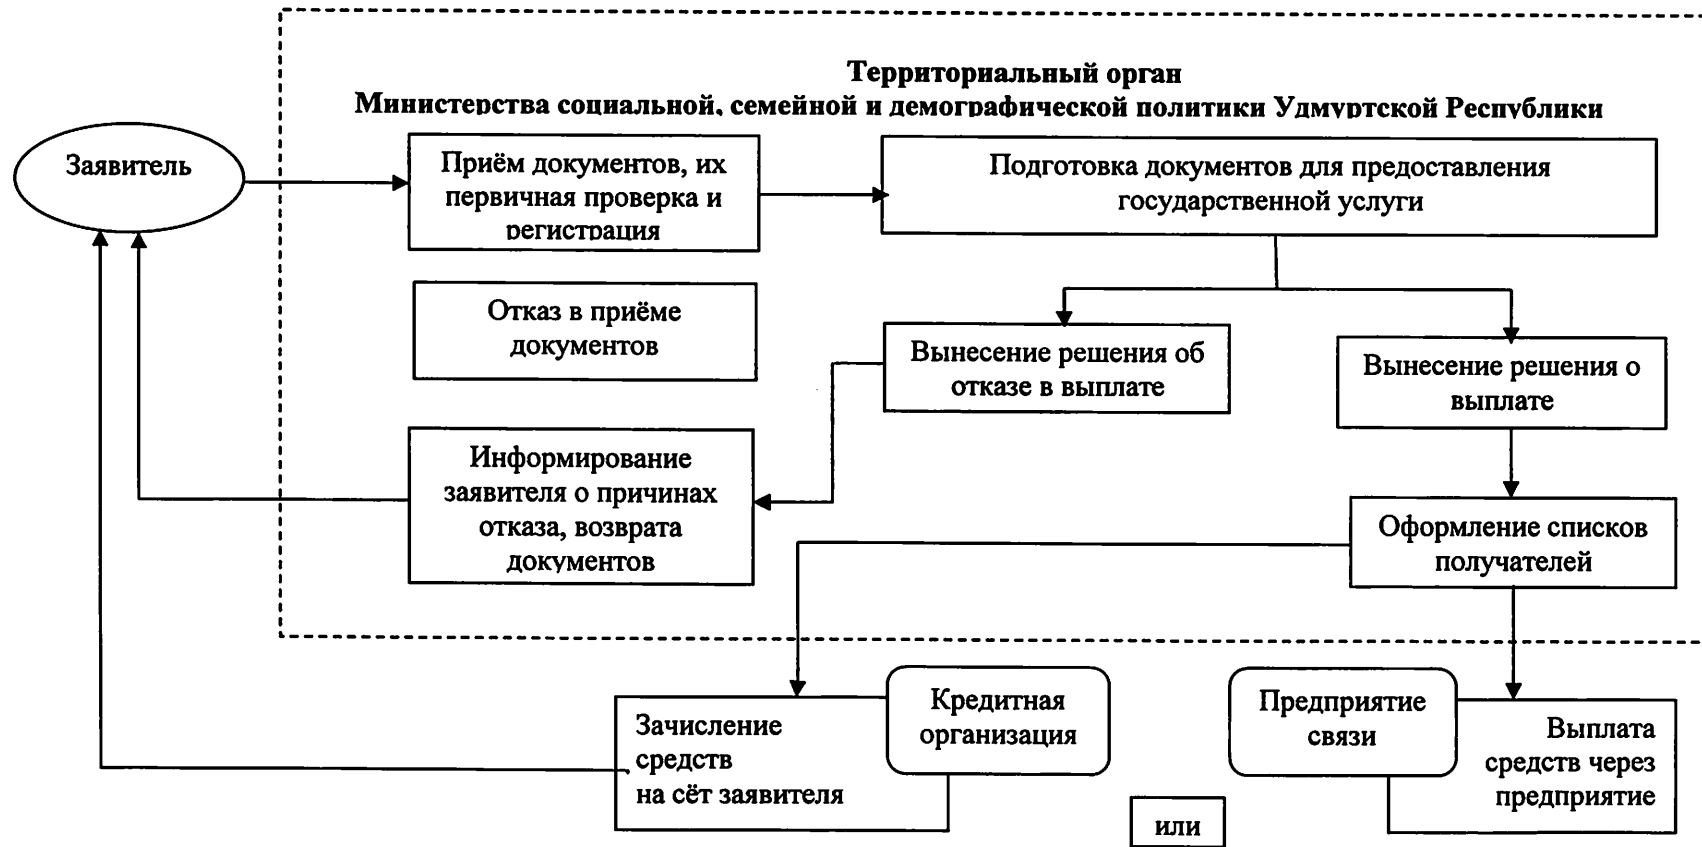 Территориальный орган
Министерства социальной, семейной и демографической политики Удмуртской Республики
Заявитель
Приём документов, их
первичная проверка и
регистрация
Подготовка документов для предоставления
государственной услуги
Отказ в приёме
документов
Вынесение решения об
отказе в выплате
Вынесение решения о
выплате
Информирование
заявителя о причинах
отказа, возврата
документов
Оформление списков
получателей
Зачисление
средств
на сёт заявителя
Кредитная
организация
Предприятие
связи
Выплата
средств через
предприятие
или